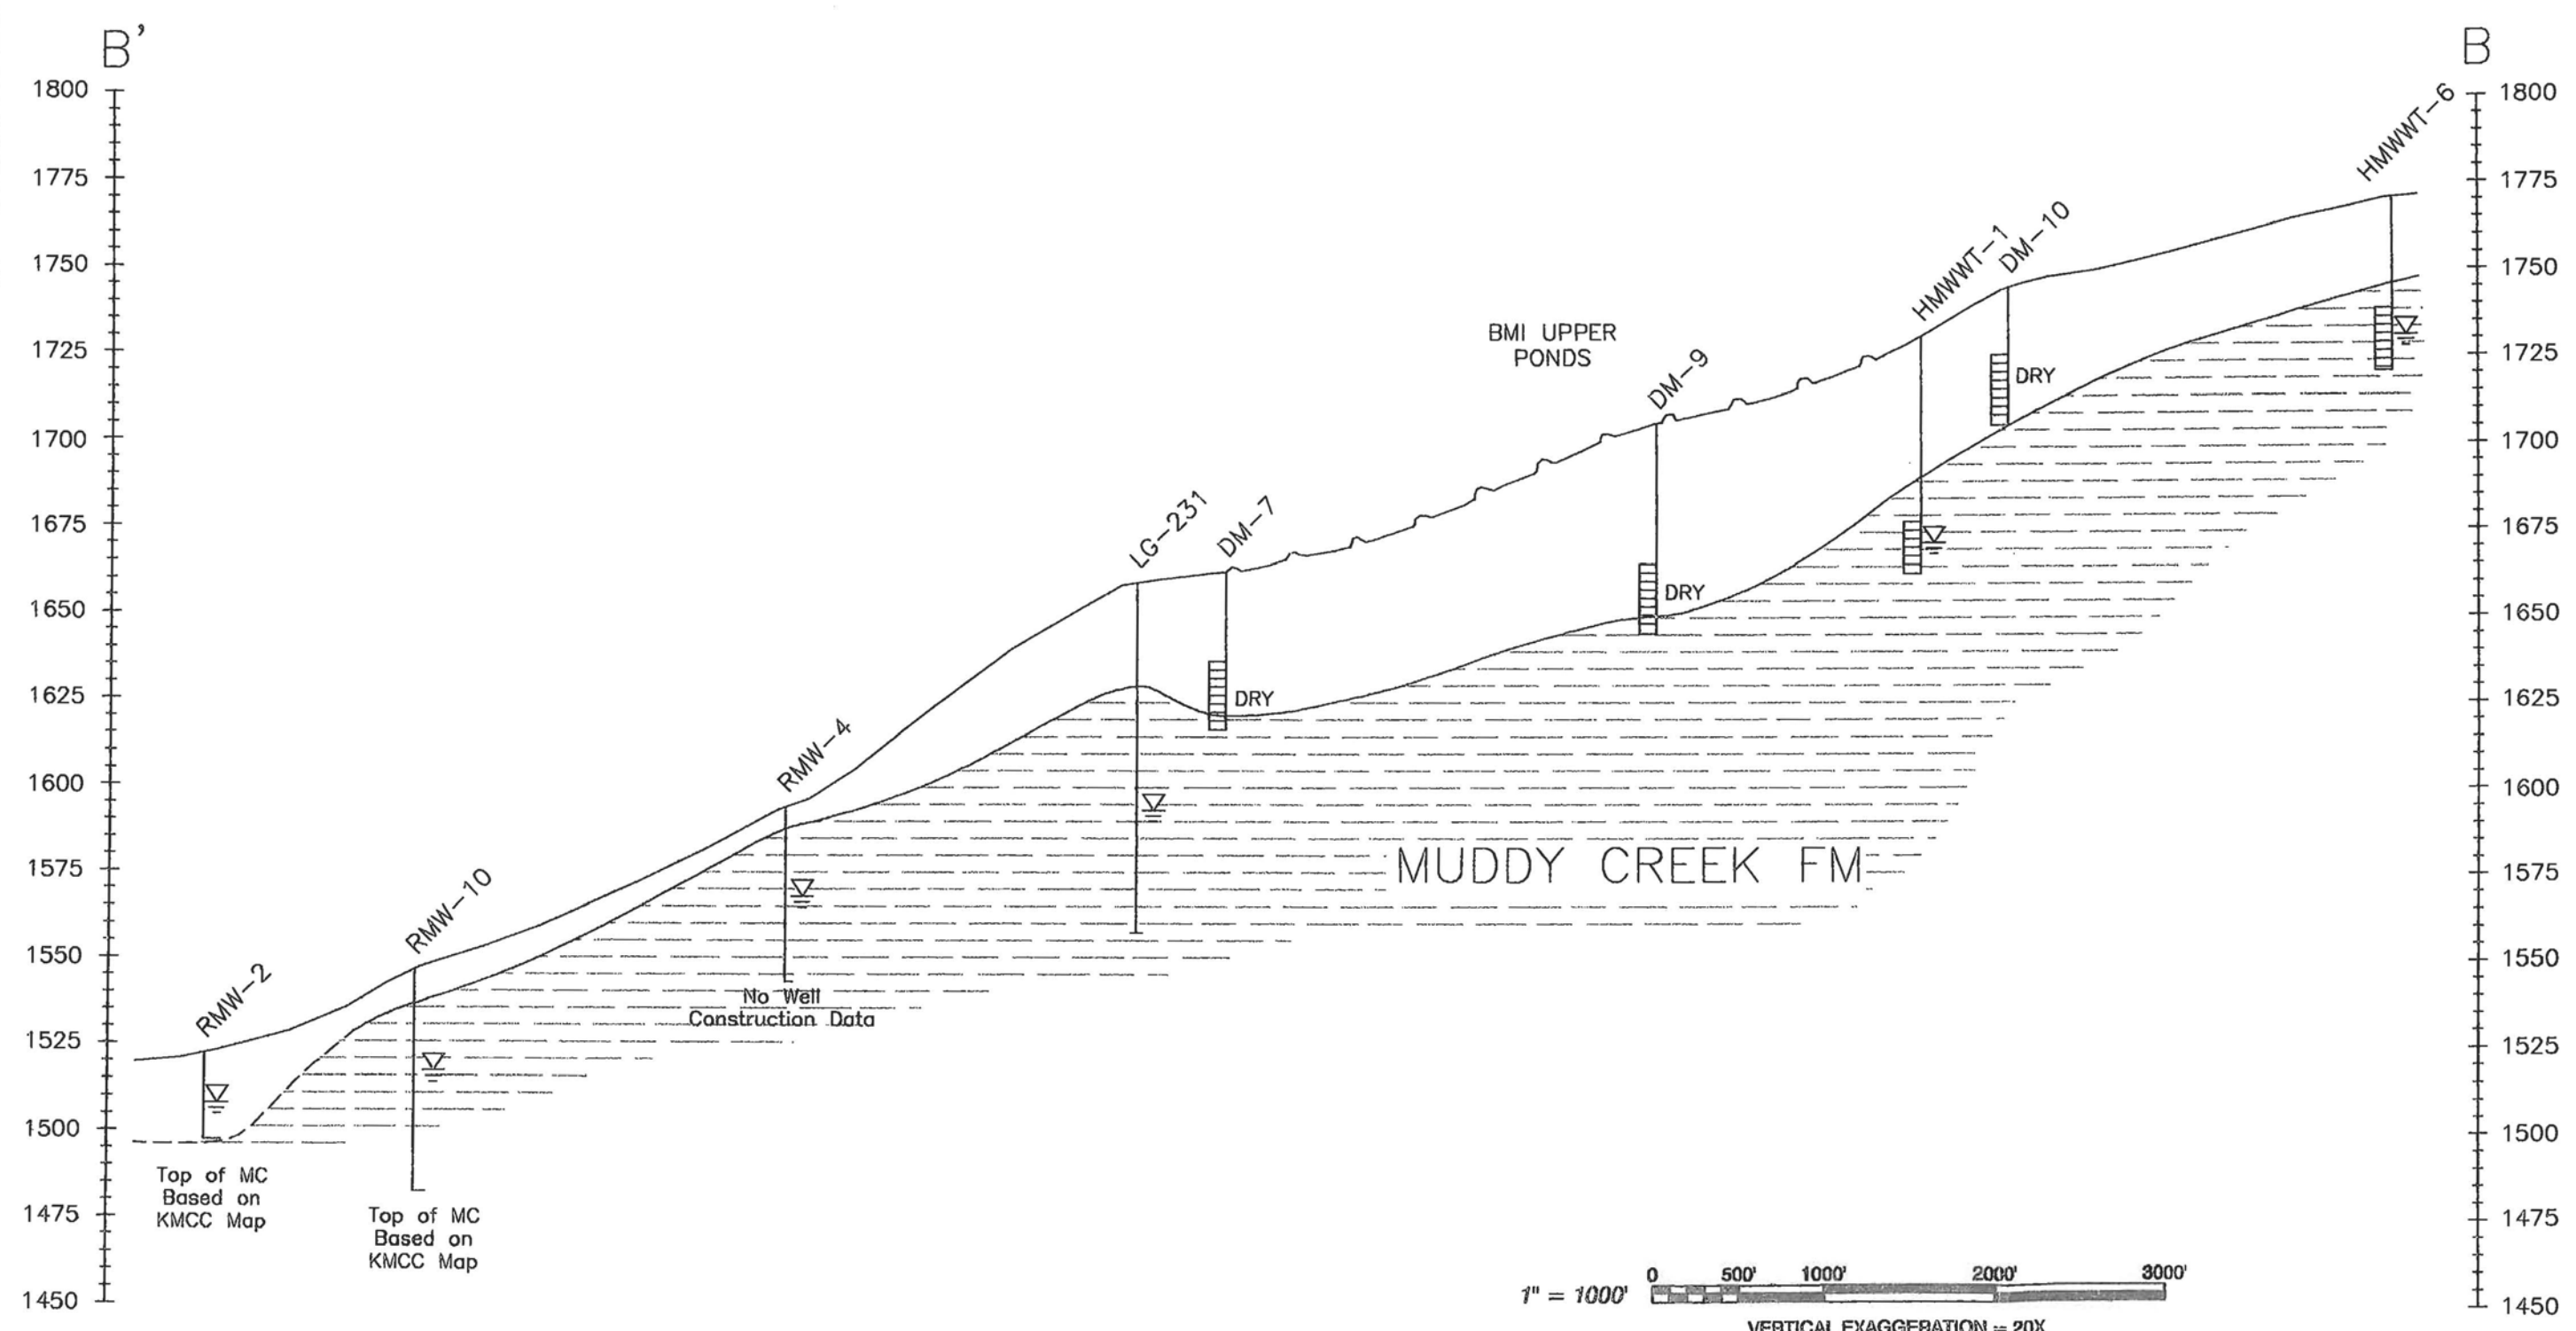 B'
B
1800
1775
1750
1725
1700
1675
1650
1625
1600
1575
1550
1525
1500
1475
1450
1800
1775
1750
1725
1700
1675
1650
1625
1600
1575
1550
1525
1500
1475
1450
RMW-2
RMW-10
RMW-4
LG-231
DM-7
DM-9
HMWWT-1
DM-10
HMWWT-6
BMI UPPER
PONDS
DRY
DRY
DRY
MUDDY CREEK FM
No Well
Construction Data
Top of MC
Based on
KMCC Map
Top of MC
Based on
KMCC Map
1" = 1000'
0 500' 1000' 2000' 3000'
VERTICAL EXAGGERATION = 20X